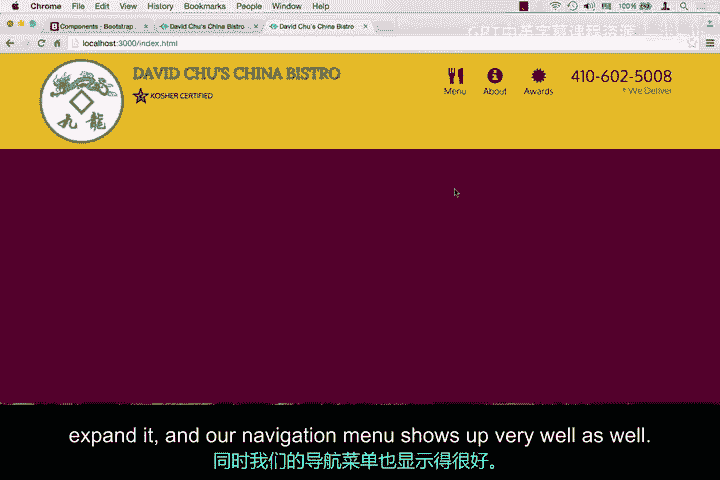 Chrome File Edit View History Bookmarks People Window Help 100%
Components · Bootstrap
David Chu's China Bistro
David Chu's China Bistro
localhost:3000/index.html
DAVID CHU'S CHINA BISTRO
KOSHER CERTIFIED
九龍
Menu
About
Awards
410-602-5008
* We Deliver
expand it, and our navigation menu shows up very well as well.
同时我们的导航菜单也显示得很好。